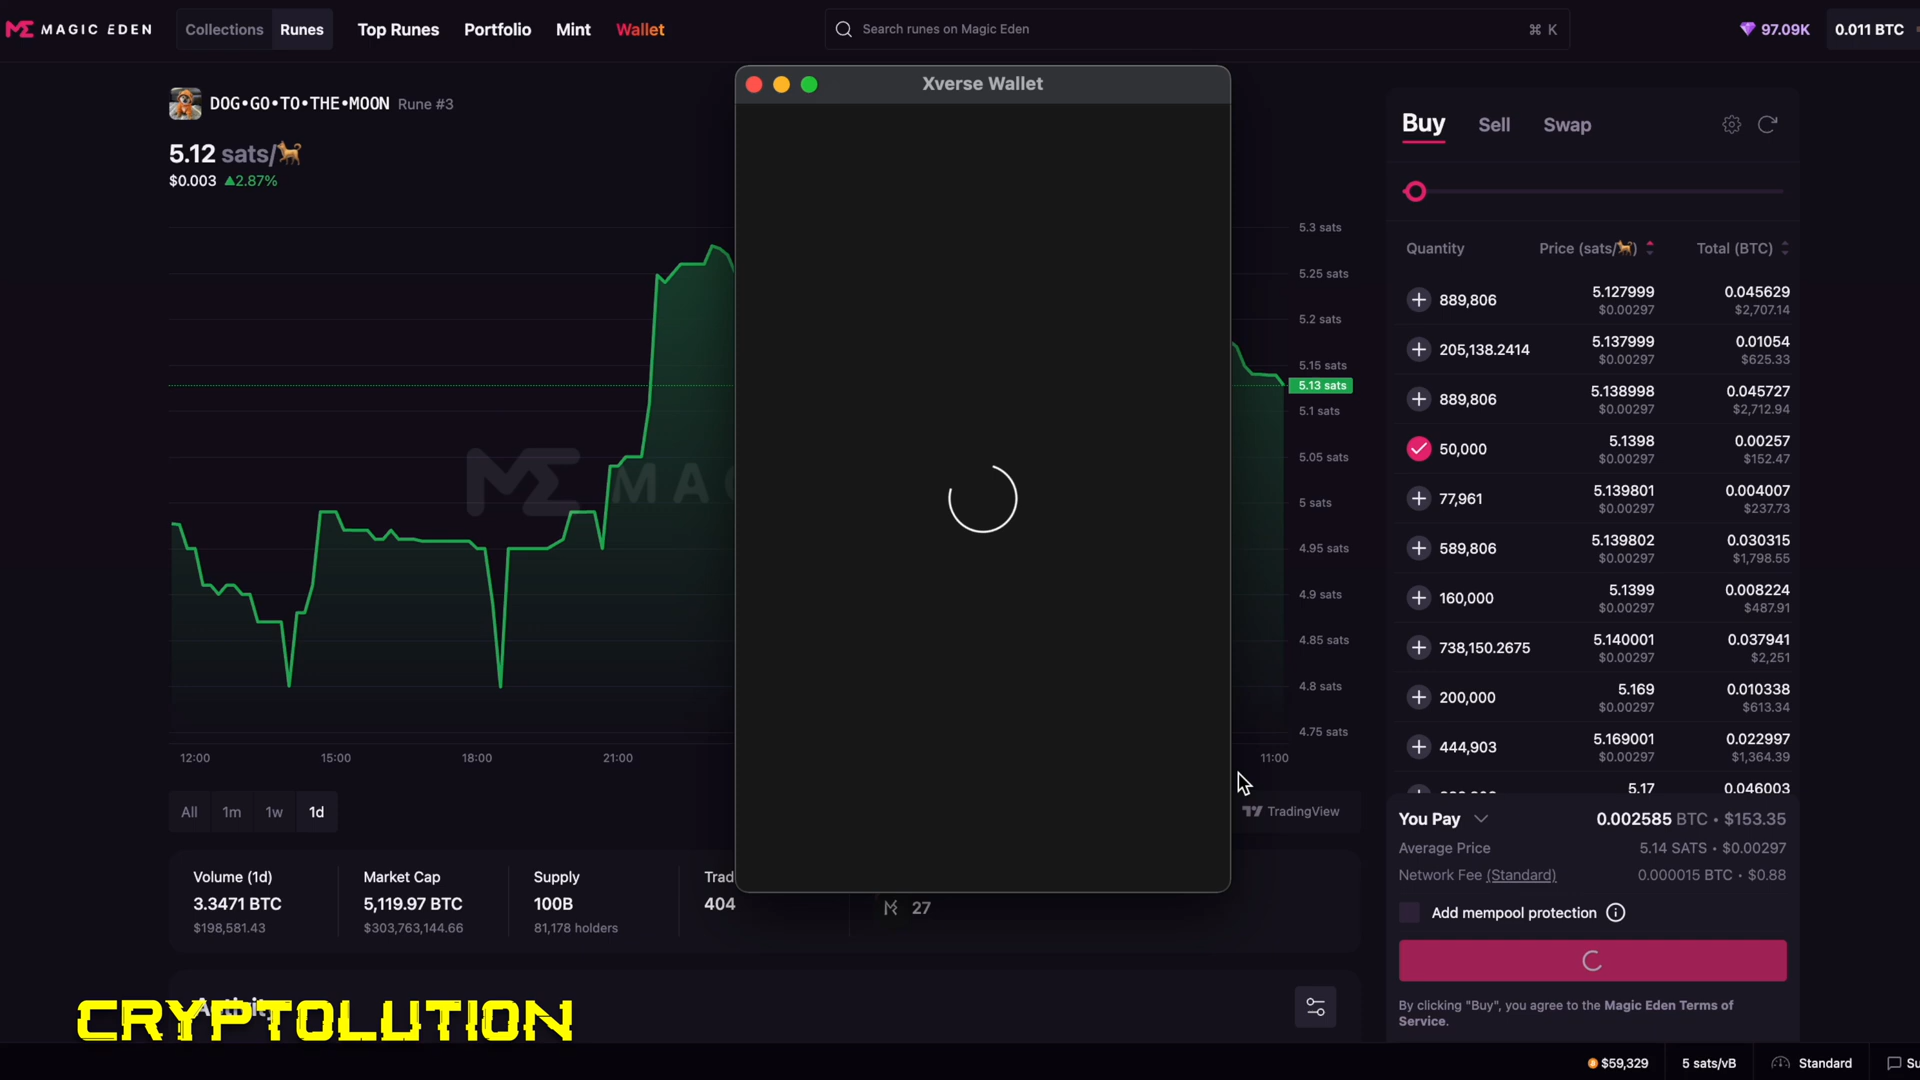 MAGIC EDEN
Collections
Runes
Top Runes
Portfolio
Mint
Wallet
Search runes on Magic Eden
⌘ K
97.09K
0.011 BTC
DOG•GO•TO•THE•MOON Rune #3
5.12 sats/🐕
$0.003 ▲2.87%
Xverse Wallet
5.3 sats
5.25 sats
5.2 sats
5.15 sats
5.13 sats
5.1 sats
5.05 sats
5 sats
4.95 sats
4.9 sats
4.85 sats
4.8 sats
4.75 sats
12:00
15:00
18:00
21:00
11:00
All
1m
1w
1d
TradingView
Volume (1d)
3.3471 BTC
$198,581.43
Market Cap
5,119.97 BTC
$303,763,144.66
Supply
100B
81,178 holders
Trad
404
27
CRYPTOLUTION
Buy
Sell
Swap
Quantity
Price (sats/🐕)
Total (BTC)
889,806 5.127999 0.045629
$0.00297 $2,707.14
205,138.2414 5.137999 0.01054
$0.00297 $625.33
889,806 5.138998 0.045727
$0.00297 $2,712.94
50,000 5.1398 0.00257
$0.00297 $152.47
77,961 5.139801 0.004007
$0.00297 $237.73
589,806 5.139802 0.030315
$0.00297 $1,798.55
160,000 5.1399 0.008224
$0.00297 $487.91
738,150.2675 5.140001 0.037941
$0.00297 $2,251
200,000 5.169 0.010338
$0.00297 $613.34
444,903 5.169001 0.022997
$0.00297 $1,364.39
5.17 0.046003
You Pay 0.002585 BTC • $153.35
Average Price 5.14 SATS • $0.00297
Network Fee (Standard) 0.000015 BTC • $0.88
Add mempool protection
By clicking "Buy", you agree to the Magic Eden Terms of
Service.
$59,329
5 sats/vB
Standard
Su